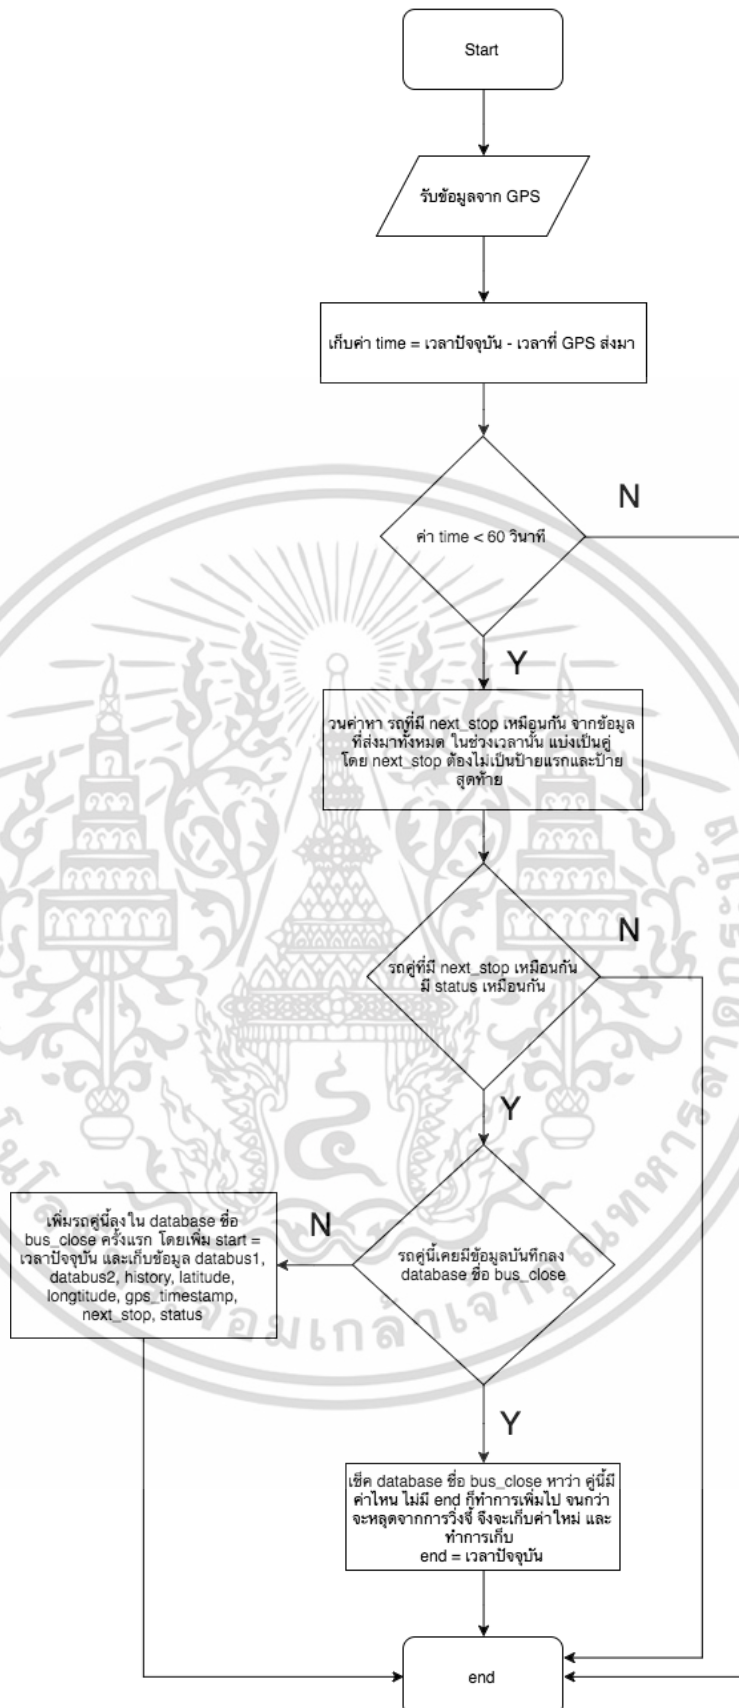 Start
รับข้อมูลจาก GPS
เก็บค่า time = เวลาปัจจุบัน - เวลาที่ GPS ส่งมา
N
ค่า time < 60 วินาที
Y
วนค่าหา รถที่มี next_stop เหมือนกัน จากข้อมูล
ที่ส่งมาทั้งหมด ในช่วงเวลานั้น แบ่งเป็นคู่
โดย next_stop ต้องไม่เป็นป้ายแรกและป้าย
สุดท้าย
N
รถคู่ที่มี next_stop เหมือนกัน
มี status เหมือนกัน
Y
เพิ่มรถคู่นี้ลงใน database ชื่อ
bus_close ครั้งแรก โดยเพิ่ม start =
เวลาปัจจุบัน และเก็บข้อมูล databus1,
databus2, history, latitude,
longtitude, gps_timestamp,
next_stop, status
N
รถคู่นี้เคยมีข้อมูลบันทึกลง
database ชื่อ bus_close
Y
เช็ค database ชื่อ bus_close หาว่า คู่นี้มี
ค่าไหน ไม่มี end ก็ทำการเพิ่มไป จนกว่า
จะหลุดจากการวิ่งจี้ จึงจะเก็บค่าใหม่ และ
ทำการเก็บ
end = เวลาปัจจุบัน
end